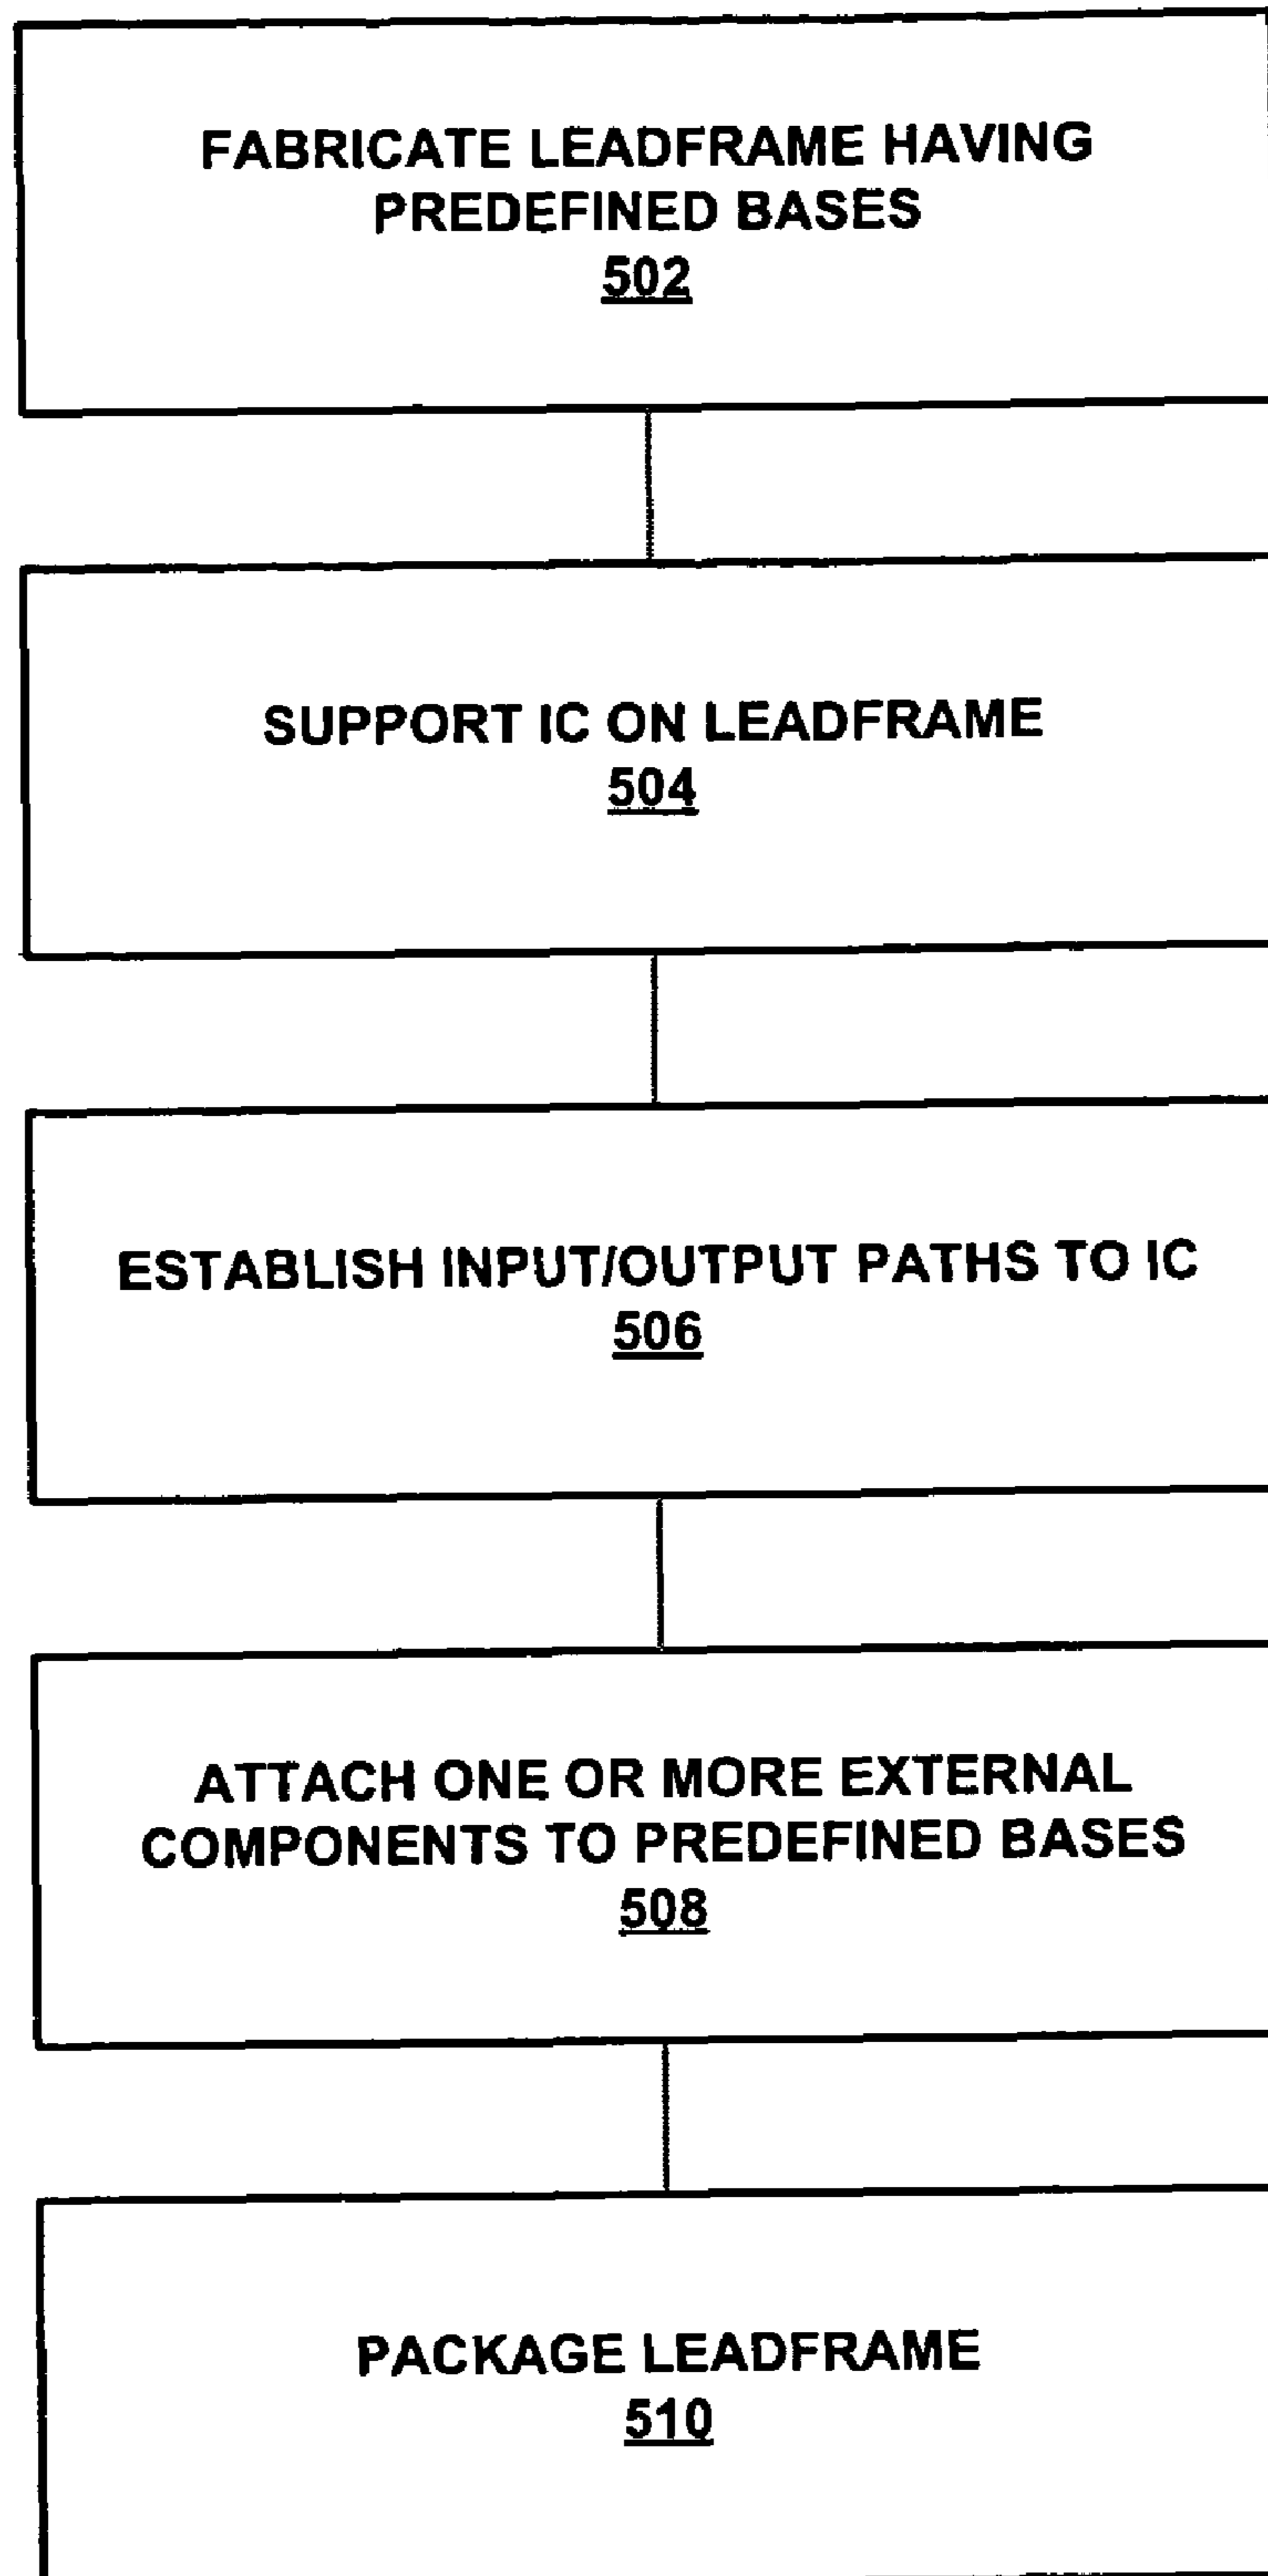 FABRICATE LEADFRAME HAVING
PREDEFINED BASES
502
SUPPORT IC ON LEADFRAME
504
ESTABLISH INPUT/OUTPUT PATHS TO IC
506
ATTACH ONE OR MORE EXTERNAL
COMPONENTS TO PREDEFINED BASES
508
PACKAGE LEADFRAME
510